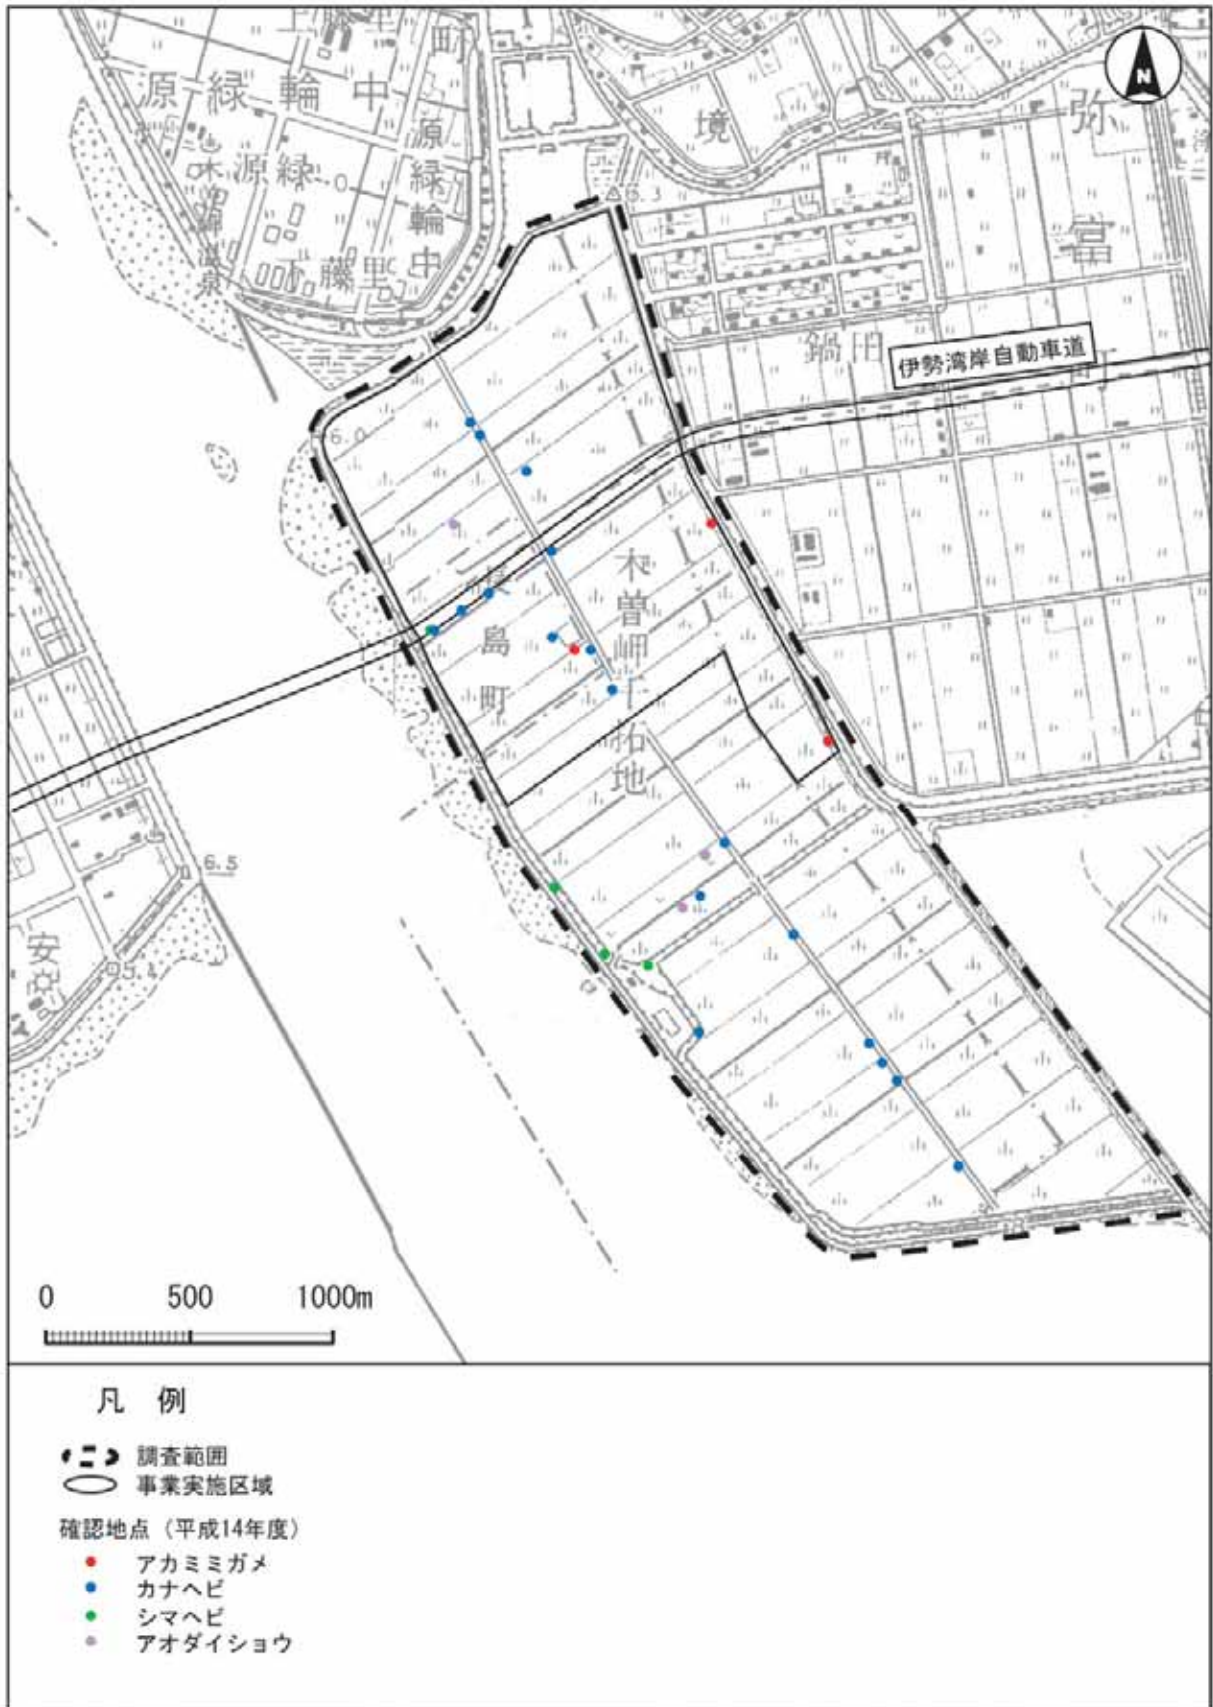 N
源緑輪中
源緑輪中
源緑
境
弥
富
鍋田
伊勢湾岸自動車道
6.3
6.0
島
町
木曽岬干拓地
6.5
安
0 500 1000m
凡 例
調査範囲
事業実施区域
確認地点（平成14年度）
アカミミガメ
カナヘビ
シマヘビ
アオダイショウ